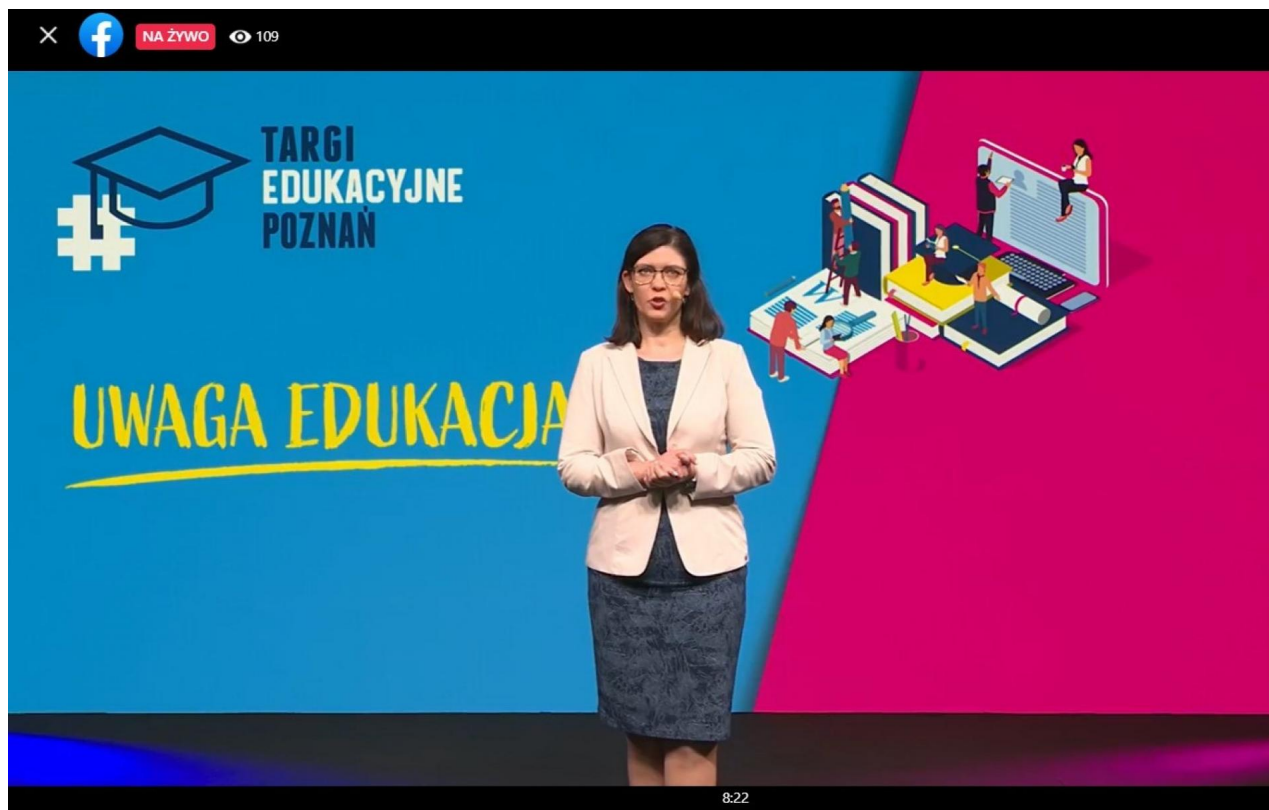 NA ŻYWO 109
#
TARGI
EDUKACYJNE
POZNAŃ
UWAGA EDUKACJA
W
8:22